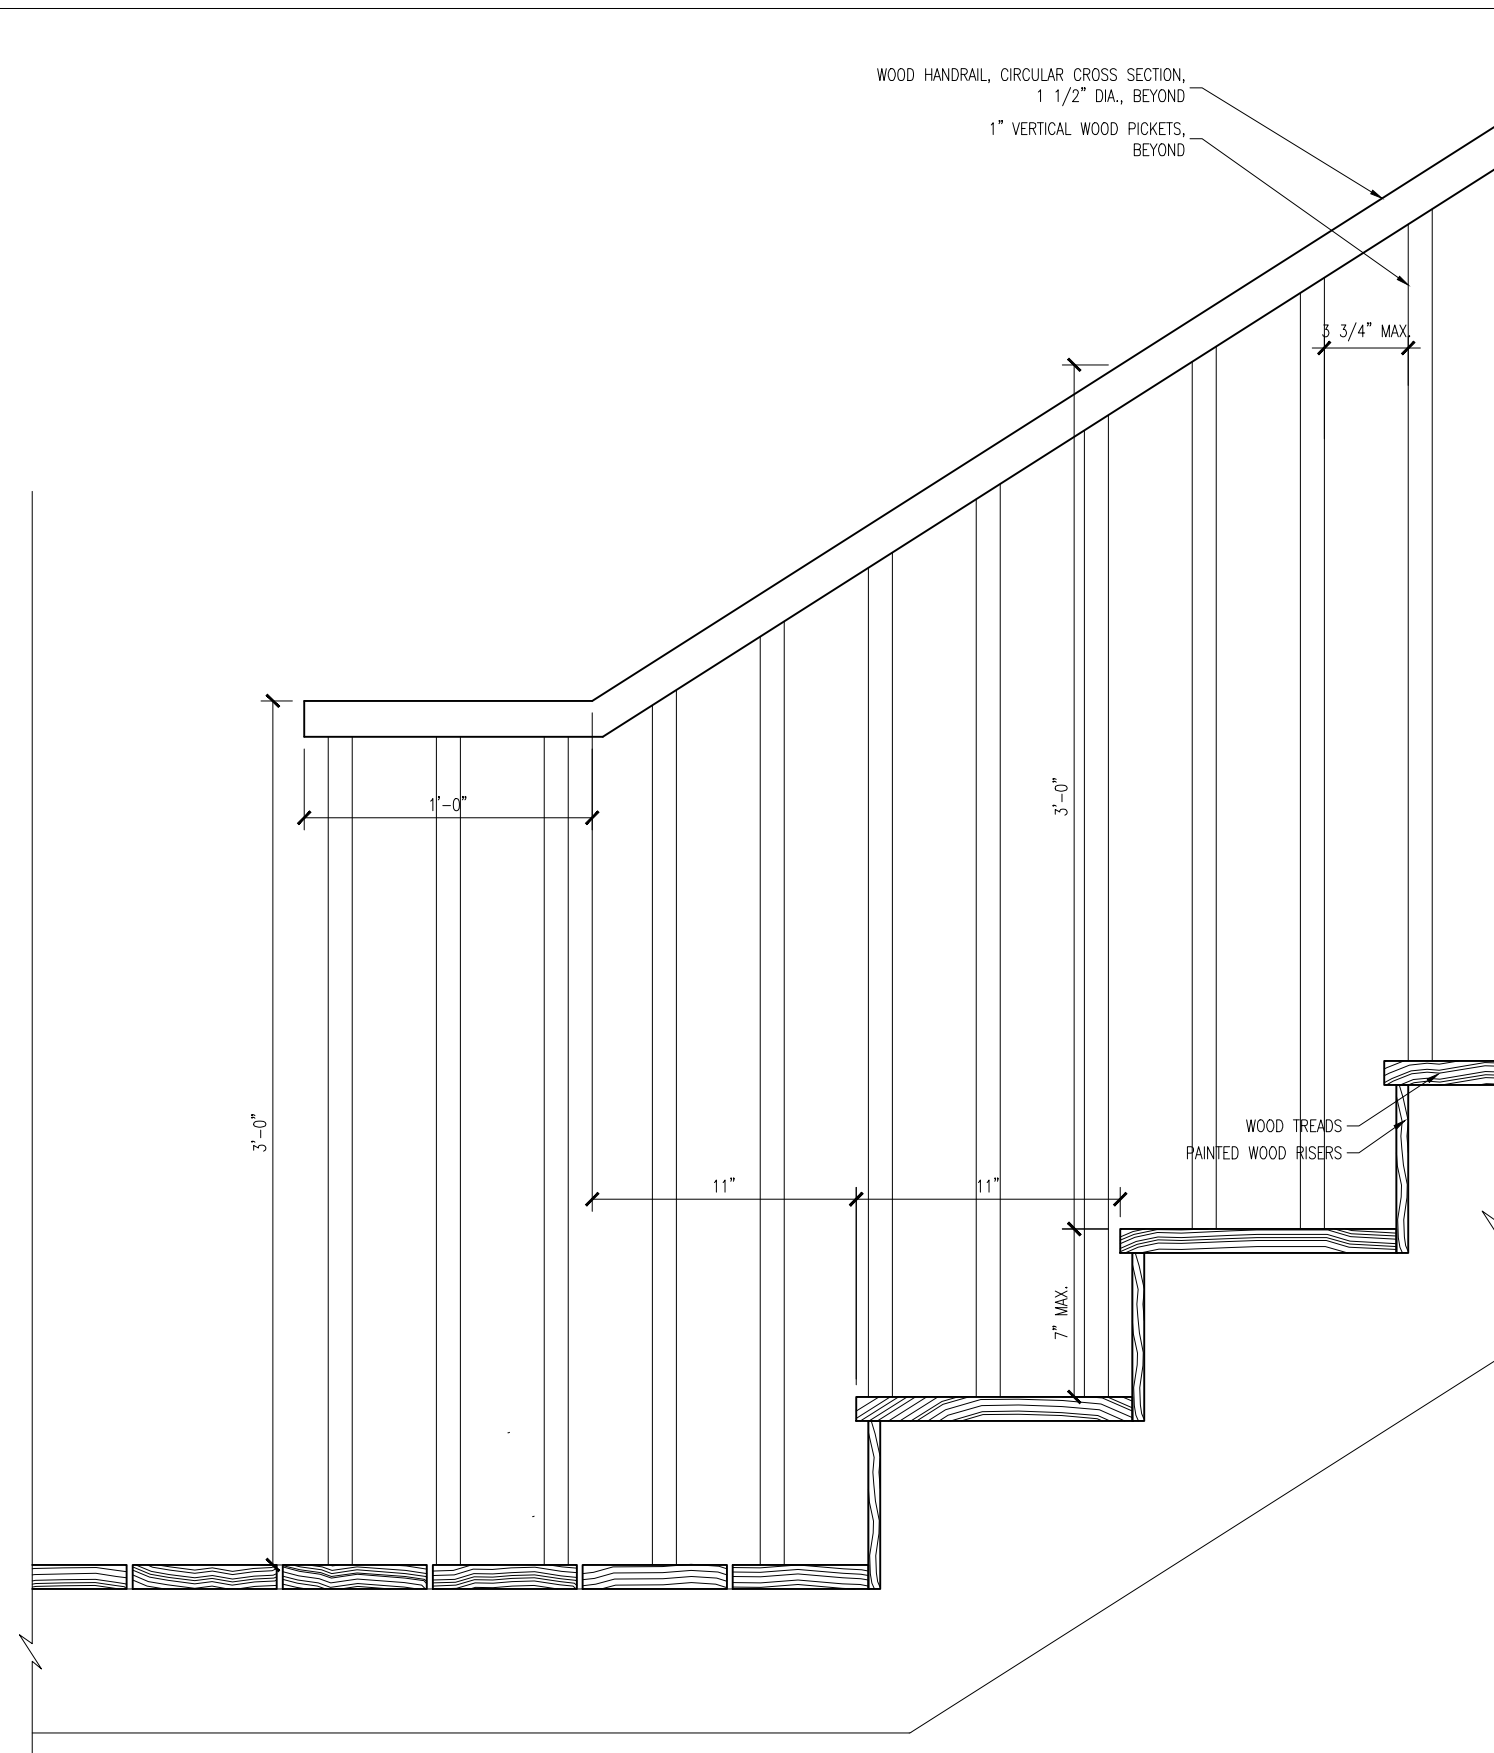 WOOD HANDRAIL, CIRCULAR CROSS SECTION,
1 1/2" DIA., BEYOND
1" VERTICAL WOOD PICKETS,
BEYOND
3 3/4" MAX.
3'-0"
1'-0"
3'-0"
WOOD TREADS
PAINTED WOOD RISERS
11"
11"
7" MAX.